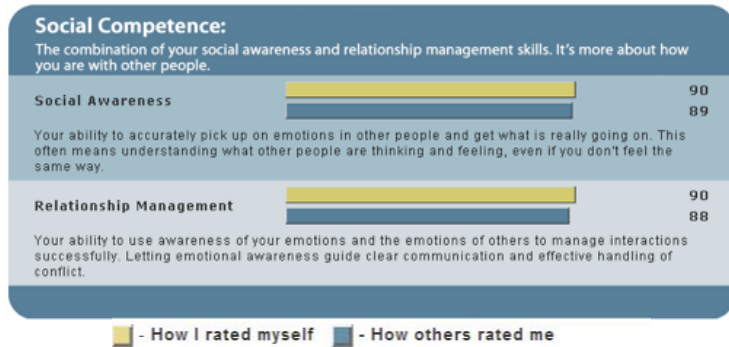 Social Competence:
The combination of your social awareness and relationship management skills. It's more about how
you are with other people.
Social Awareness
90
89
Your ability to accurately pick up on emotions in other people and get what is really going on. This
often means understanding what other people are thinking and feeling, even if you don't feel the
same way.
Relationship Management
90
88
Your ability to use awareness of your emotions and the emotions of others to manage interactions
successfully. Letting emotional awareness guide clear communication and effective handling of
conflict.
- How I rated myself - How others rated me